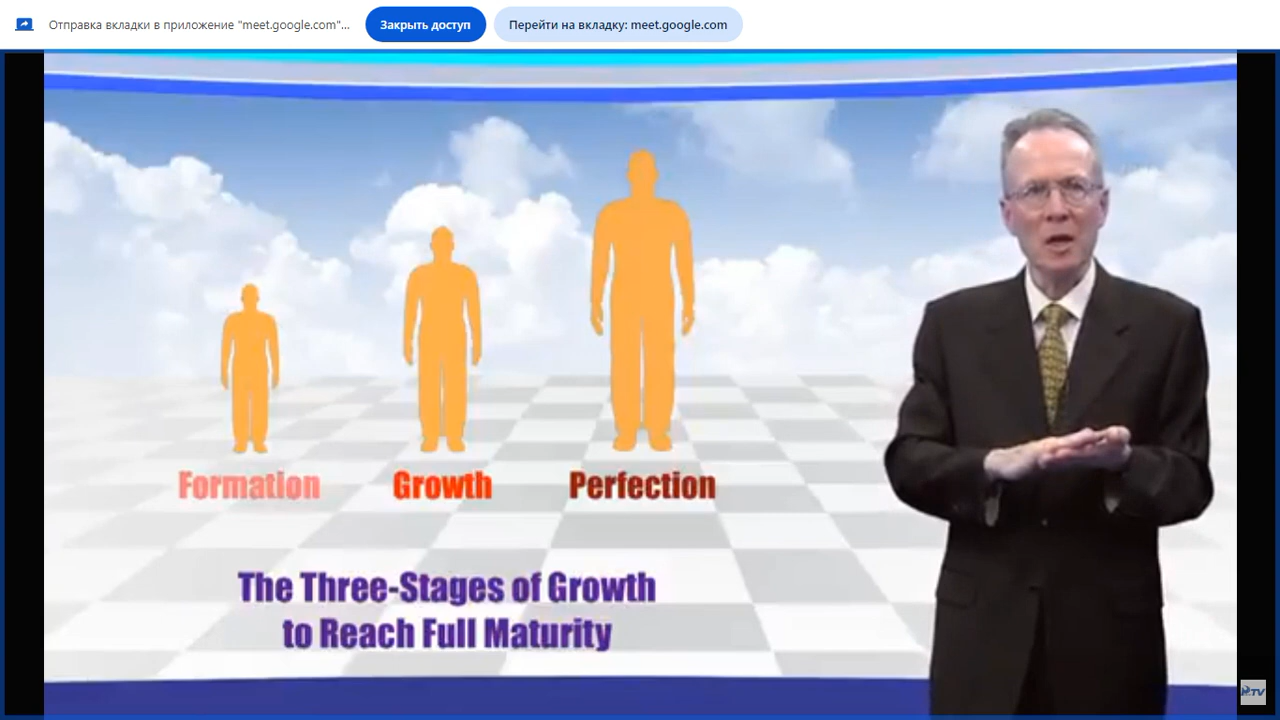 Отправка вкладки в приложение "meet.google.com"...
Закрыть доступ
Перейти на вкладку: meet.google.com
Formation
Growth
Perfection
The Three-Stages of Growth
to Reach Full Maturity